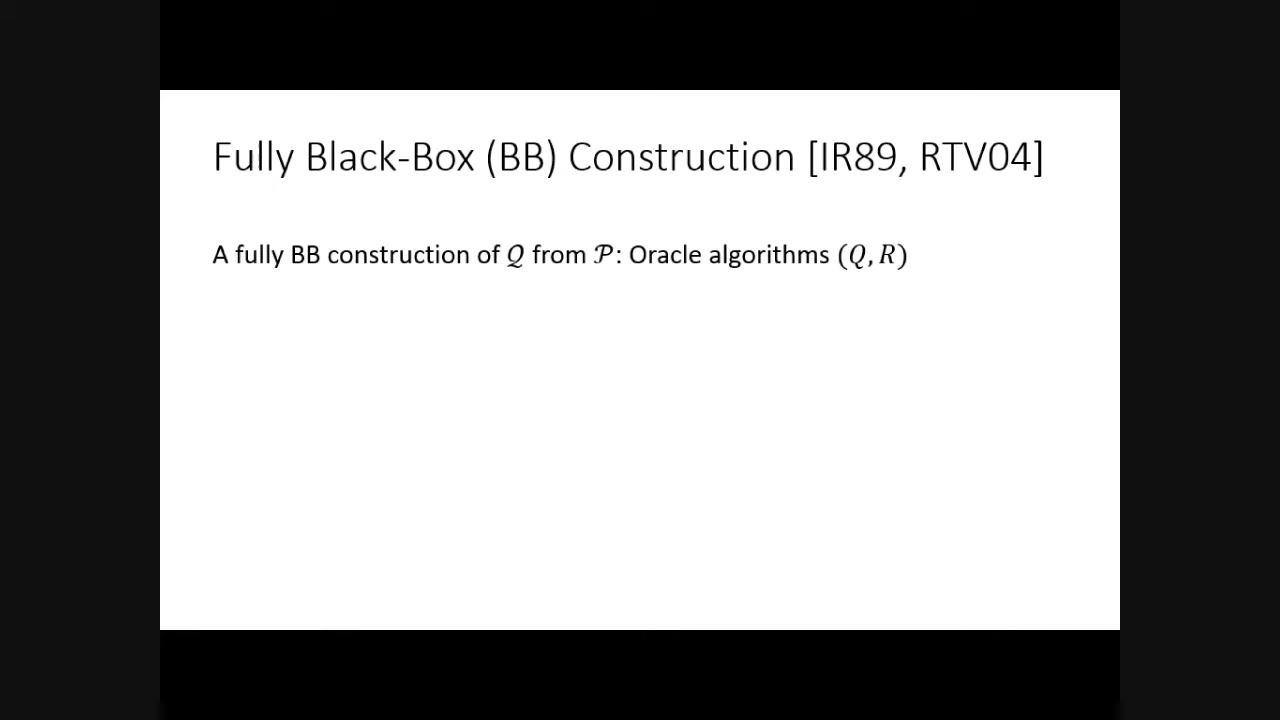 Fully Black-Box (BB) Construction [IR89, RTV04]
A fully BB construction of 𝒬 from 𝒫: Oracle algorithms (𝑄, 𝑅)